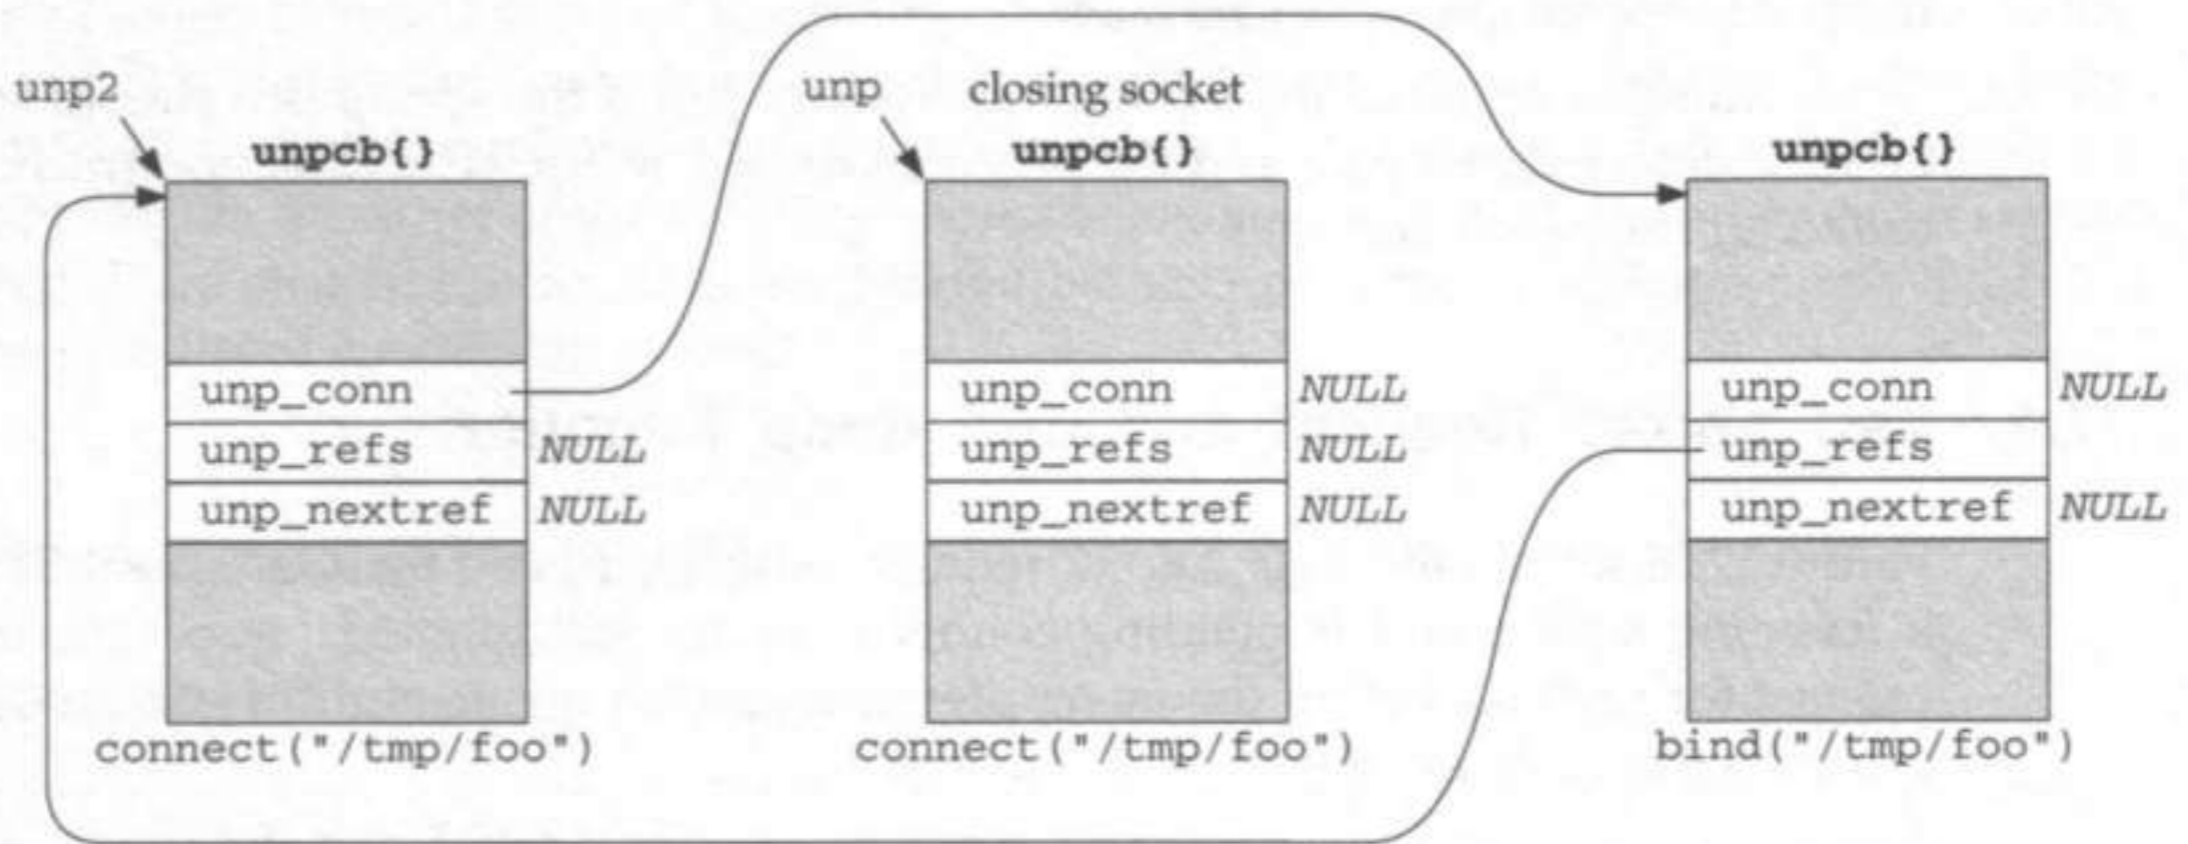 unp2
unp closing socket
unpcb{} unpcb{} unpcb{}
unp_conn unp_conn NULL unp_conn NULL
unp_refs NULL unp_refs NULL unp_refs
unp_nextref NULL unp_nextref NULL unp_nextref NULL
connect("/tmp/foo") connect("/tmp/foo") bind("/tmp/foo")